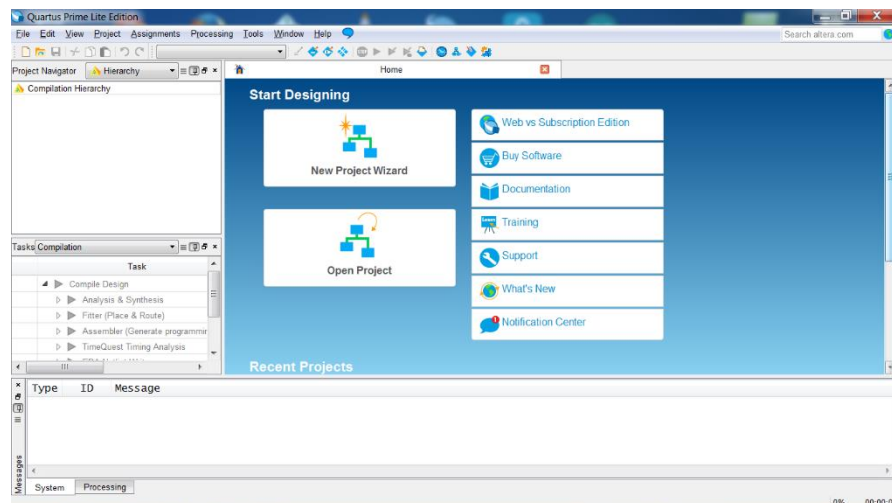 Quartus Prime Lite Edition
File Edit View Project Assignments Processing Tools Window Help
Search altera.com
Project Navigator Hierarchy
Home
Compilation Hierarchy
Start Designing
New Project Wizard
Open Project
Web vs Subscription Edition
Buy Software
Documentation
Training
Support
What's New
Notification Center
Recent Projects
Tasks Compilation
Task
Compile Design
Analysis & Synthesis
Fitter (Place & Route)
Assembler (Generate programmin
TimeQuest Timing Analysis
Type ID Message
Messages
System Processing
0% 00:00:0